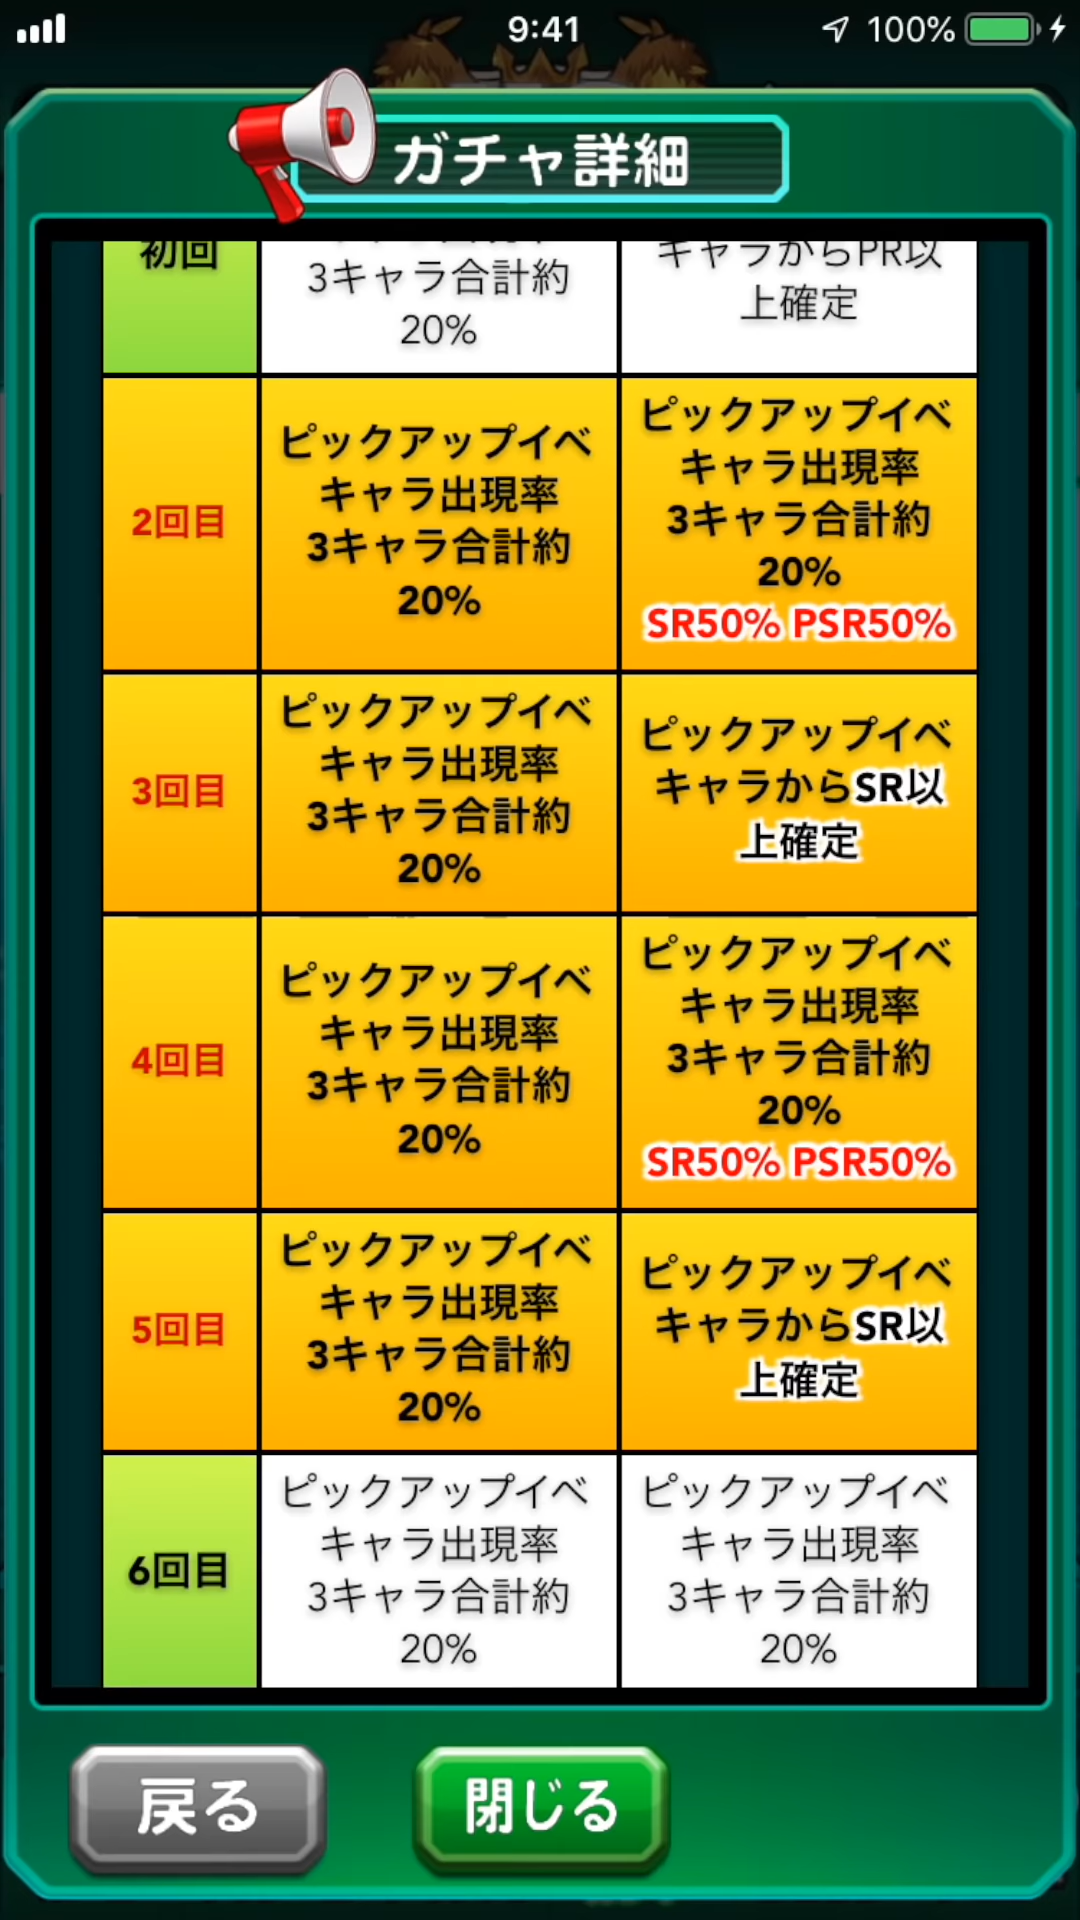 9:41
100%
ガチャ詳細
初回
3キャラ合計約
20%
キャラからPR以
上確定
2回目
ピックアップイベ
キャラ出現率
3キャラ合計約
20%
ピックアップイベ
キャラ出現率
3キャラ合計約
20%
SR50% PSR50%
3回目
ピックアップイベ
キャラ出現率
3キャラ合計約
20%
ピックアップイベ
キャラからSR以
上確定
4回目
ピックアップイベ
キャラ出現率
3キャラ合計約
20%
ピックアップイベ
キャラ出現率
3キャラ合計約
20%
SR50% PSR50%
5回目
ピックアップイベ
キャラ出現率
3キャラ合計約
20%
ピックアップイベ
キャラからSR以
上確定
6回目
ピックアップイベ
キャラ出現率
3キャラ合計約
20%
ピックアップイベ
キャラ出現率
3キャラ合計約
20%
戻る
閉じる